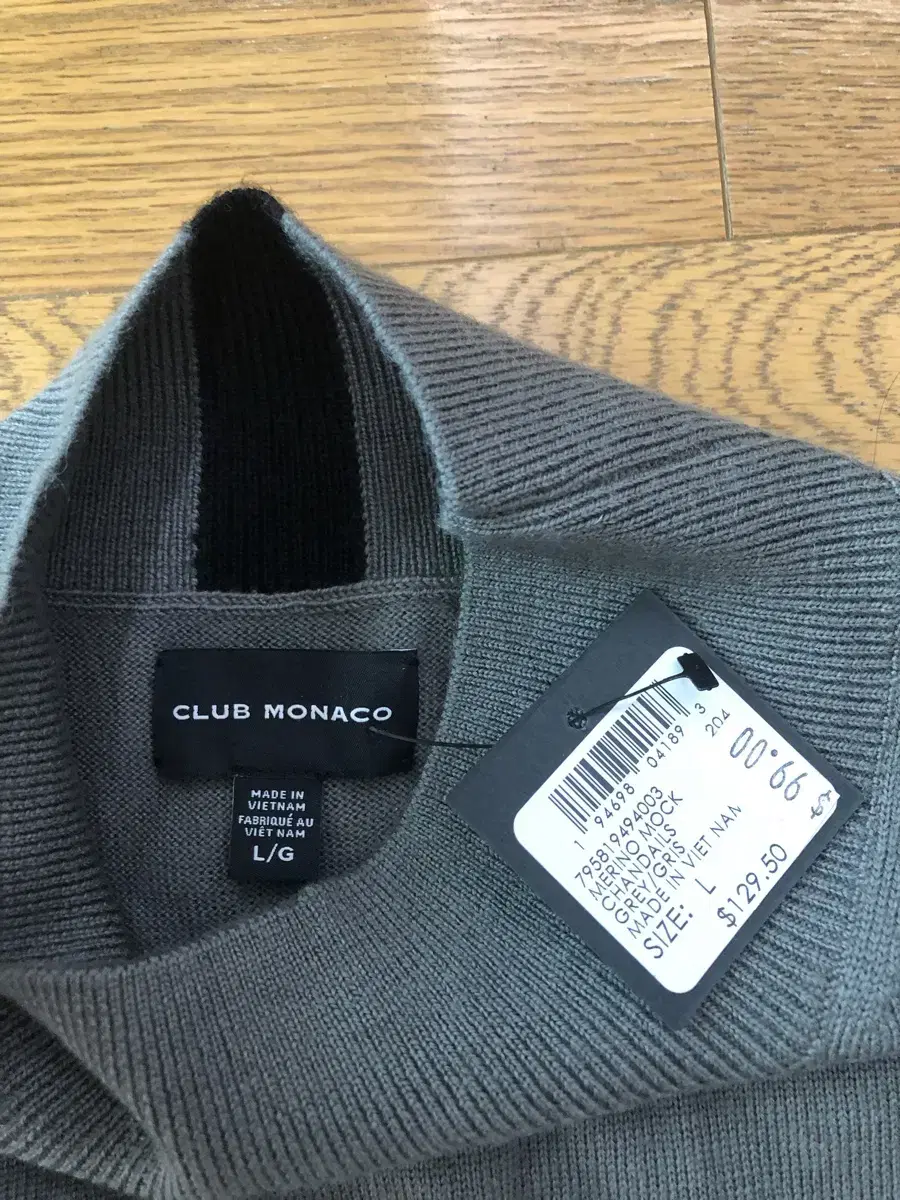 CLUB MONACO
MADE IN
VIETNAM
FABRIQUÉ AU
VIÊT NAM
L/G
1 94698 04189 3
204
795819494003
MERINO MOCK
CHANDAILS
GREY/GRIS
MADE IN VIET NAM
SIZE: L
$129.50
$ 99.00